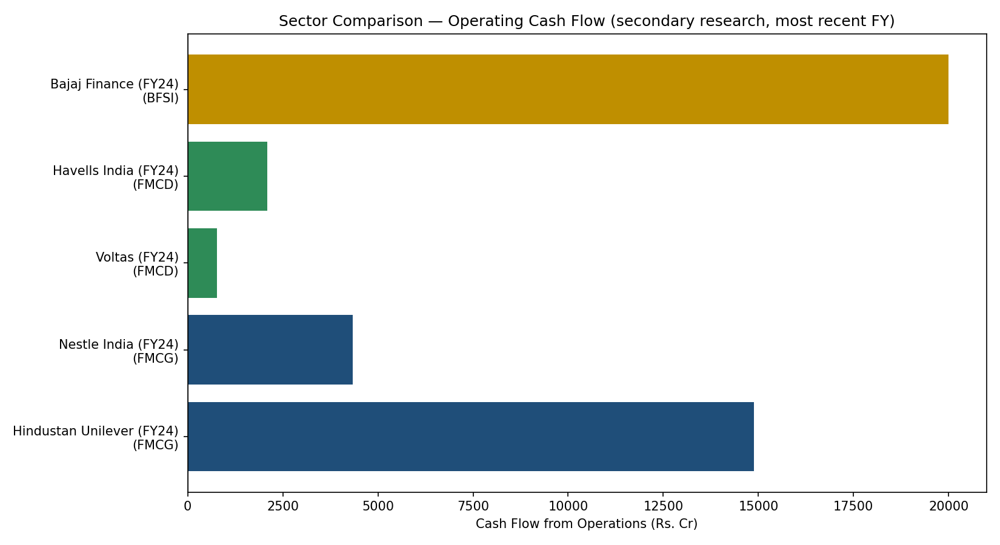 Sector Comparison — Operating Cash Flow (secondary research, most recent FY)
Bajaj Finance (FY24)
(BFSI)
Havells India (FY24)
(FMCD)
Voltas (FY24)
(FMCD)
Nestle India (FY24)
(FMCG)
Hindustan Unilever (FY24)
(FMCG)
0 2500 5000 7500 10000 12500 15000 17500 20000
Cash Flow from Operations (Rs. Cr)